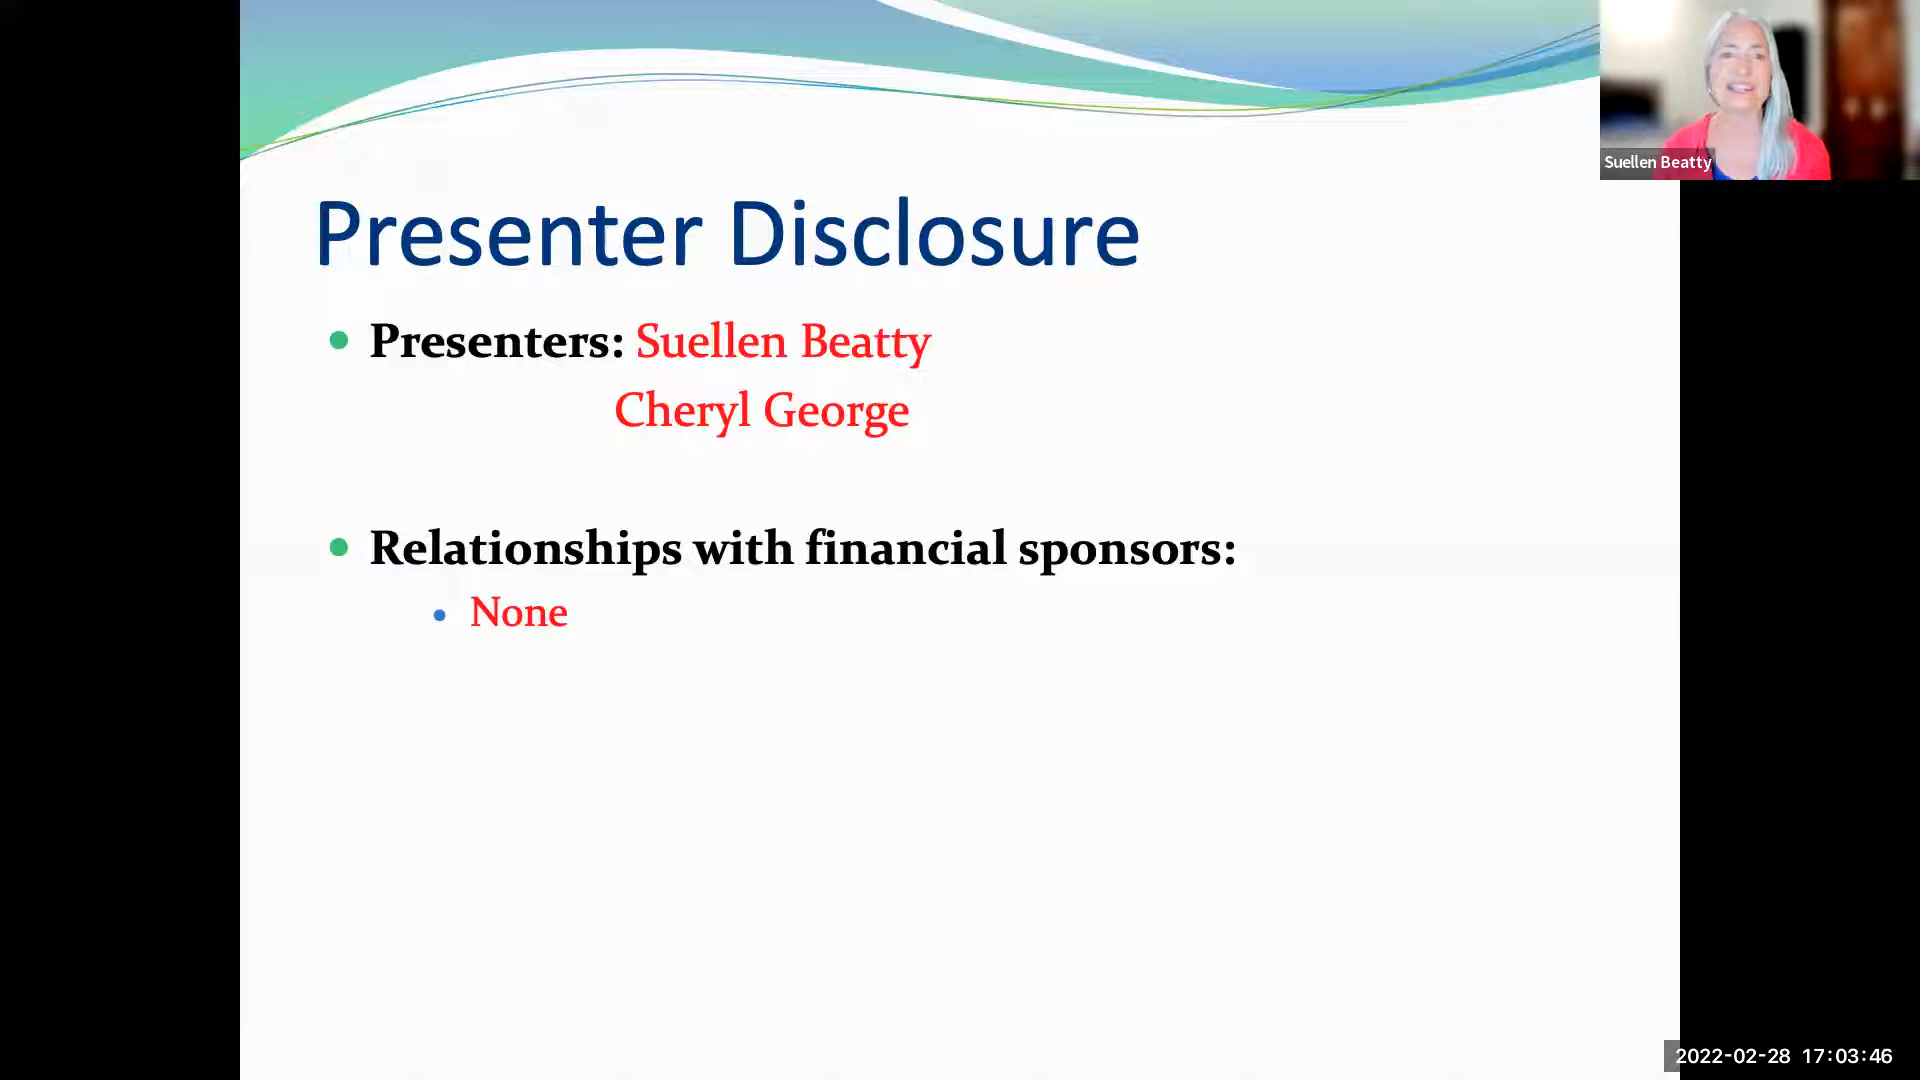 Suellen Beatty
Presenter Disclosure
Presenters: Suellen Beatty
Cheryl George
Relationships with financial sponsors:
None
2022-02-28 17:03:46